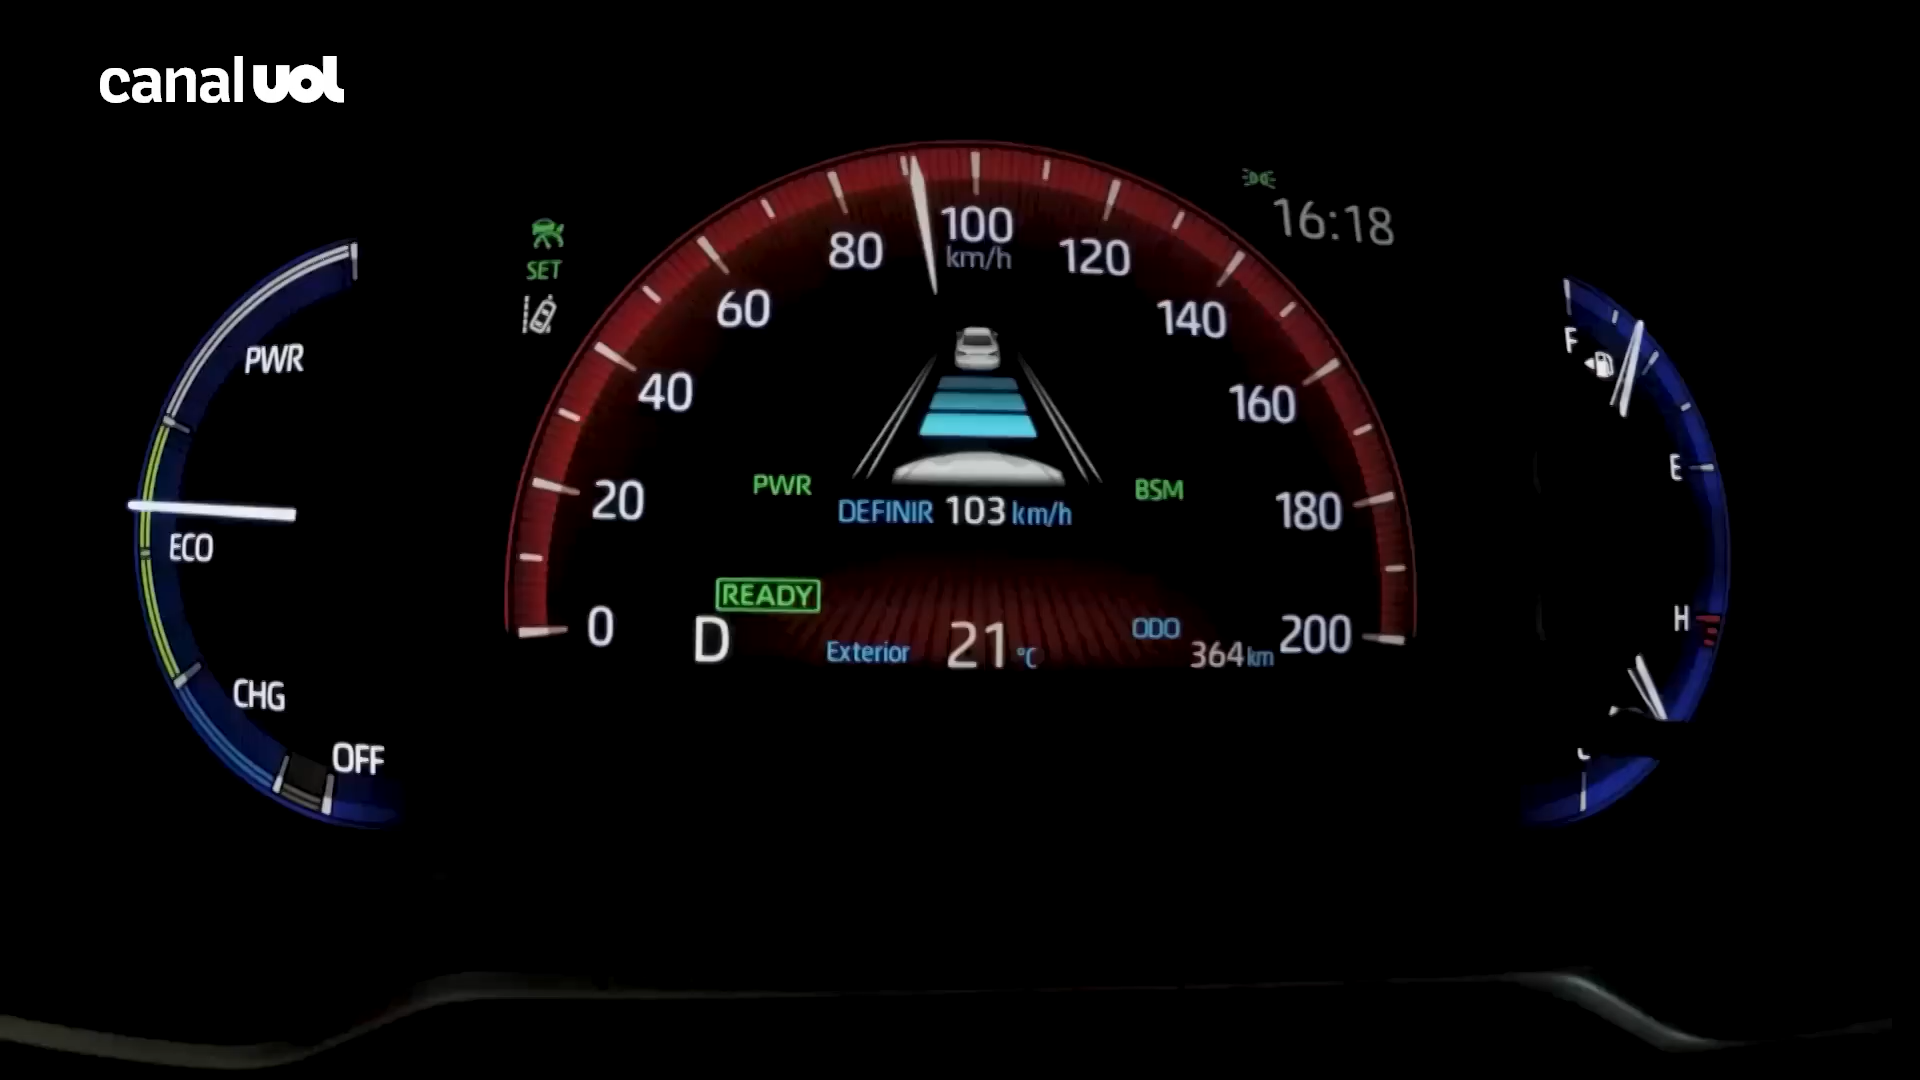 canal uol
16:18
SET
PWR
ECO
CHG
OFF
0
20
40
60
80
100
km/h
120
140
160
180
200
PWR
BSM
DEFINIR 103 km/h
READY
D
Exterior 21 °C
ODO
364 km
F
E
H